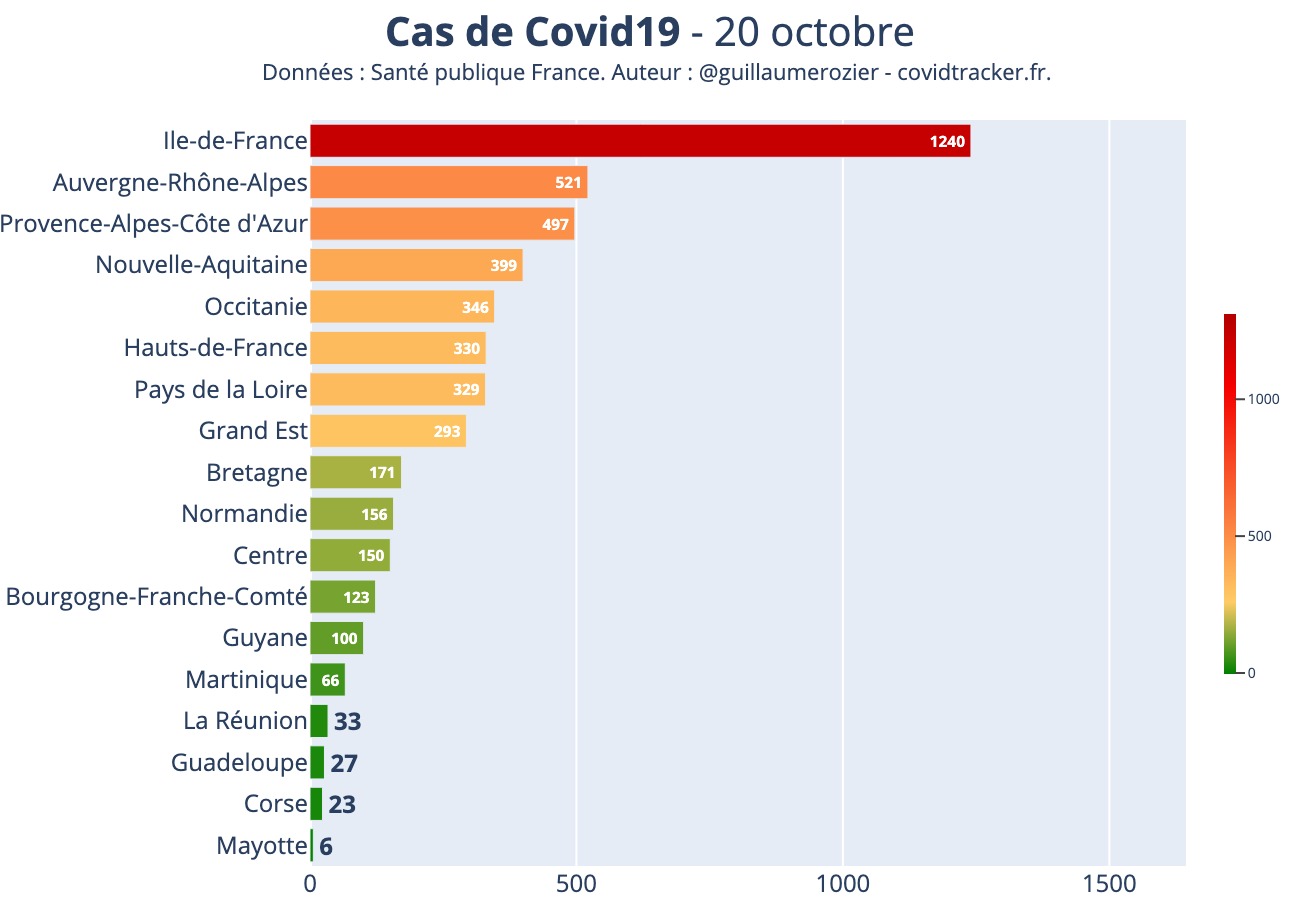 Cas de Covid19 - 20 octobre
Données : Santé publique France. Auteur : @guillaumerozier - covidtracker.fr.
Ile-de-France 1240
Auvergne-Rhône-Alpes 521
Provence-Alpes-Côte d'Azur 497
Nouvelle-Aquitaine 399
Occitanie 346
Hauts-de-France 330
Pays de la Loire 329
Grand Est 293
Bretagne 171
Normandie 156
Centre 150
Bourgogne-Franche-Comté 123
Guyane 100
Martinique 66
La Réunion 33
Guadeloupe 27
Corse 23
Mayotte 6
0 500 1000 1500
1000
500
0